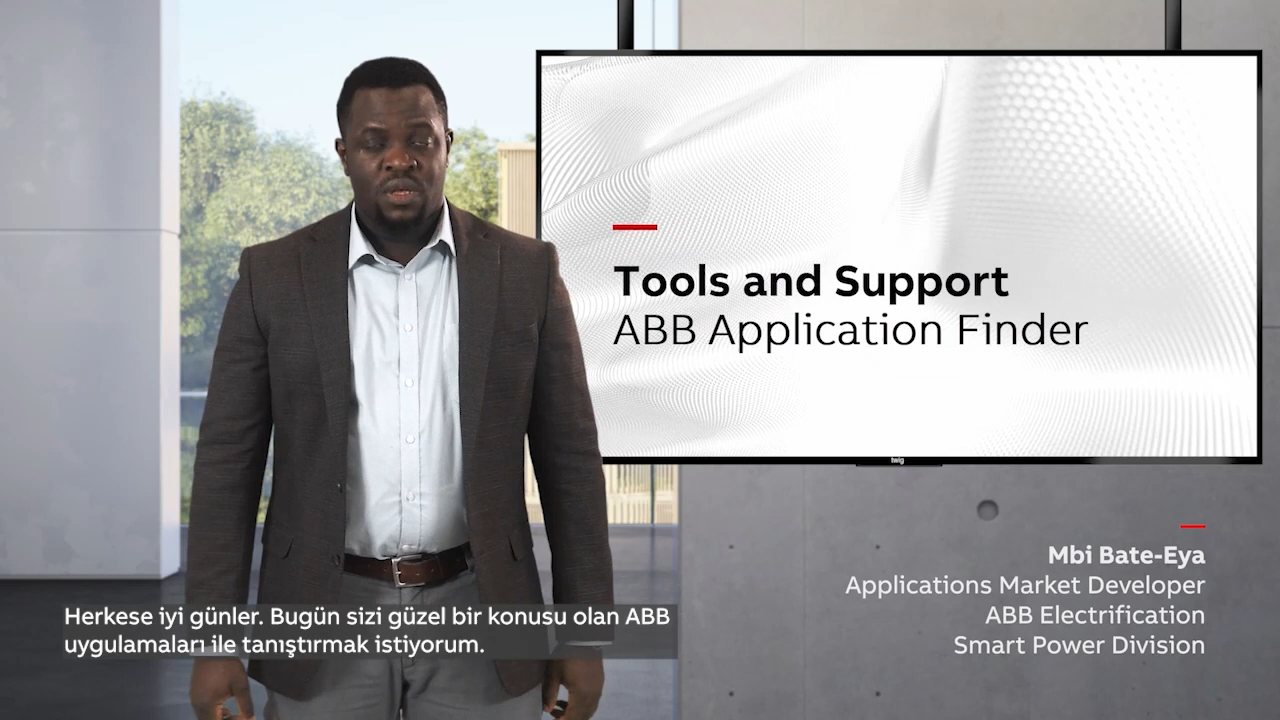 Tools and Support
ABB Application Finder
twig
Mbi Bate-Eya
Applications Market Developer
ABB Electrification
Smart Power Division
Herkese iyi günler. Bugün sizi güzel bir konusu olan ABB
uygulamaları ile tanıştırmak istiyorum.